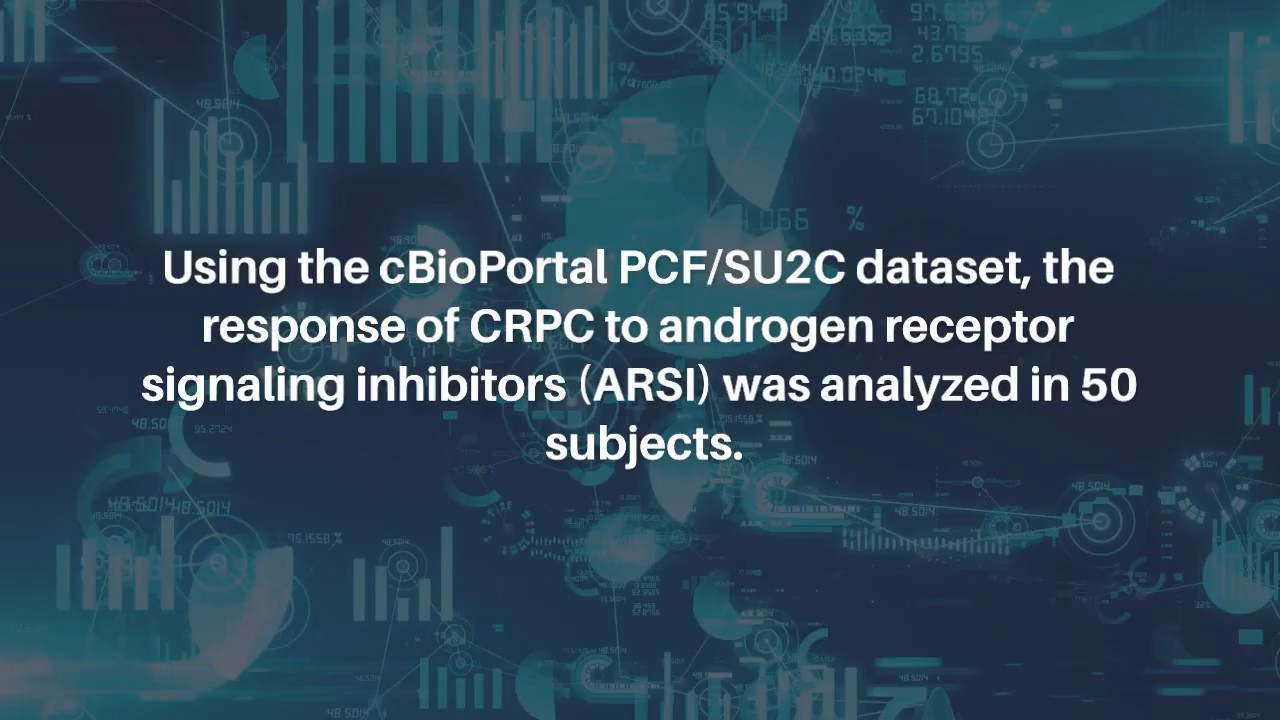 Using the cBioPortal PCF/SU2C dataset, the
response of CRPC to androgen receptor
signaling inhibitors (ARSI) was analyzed in 50
subjects.